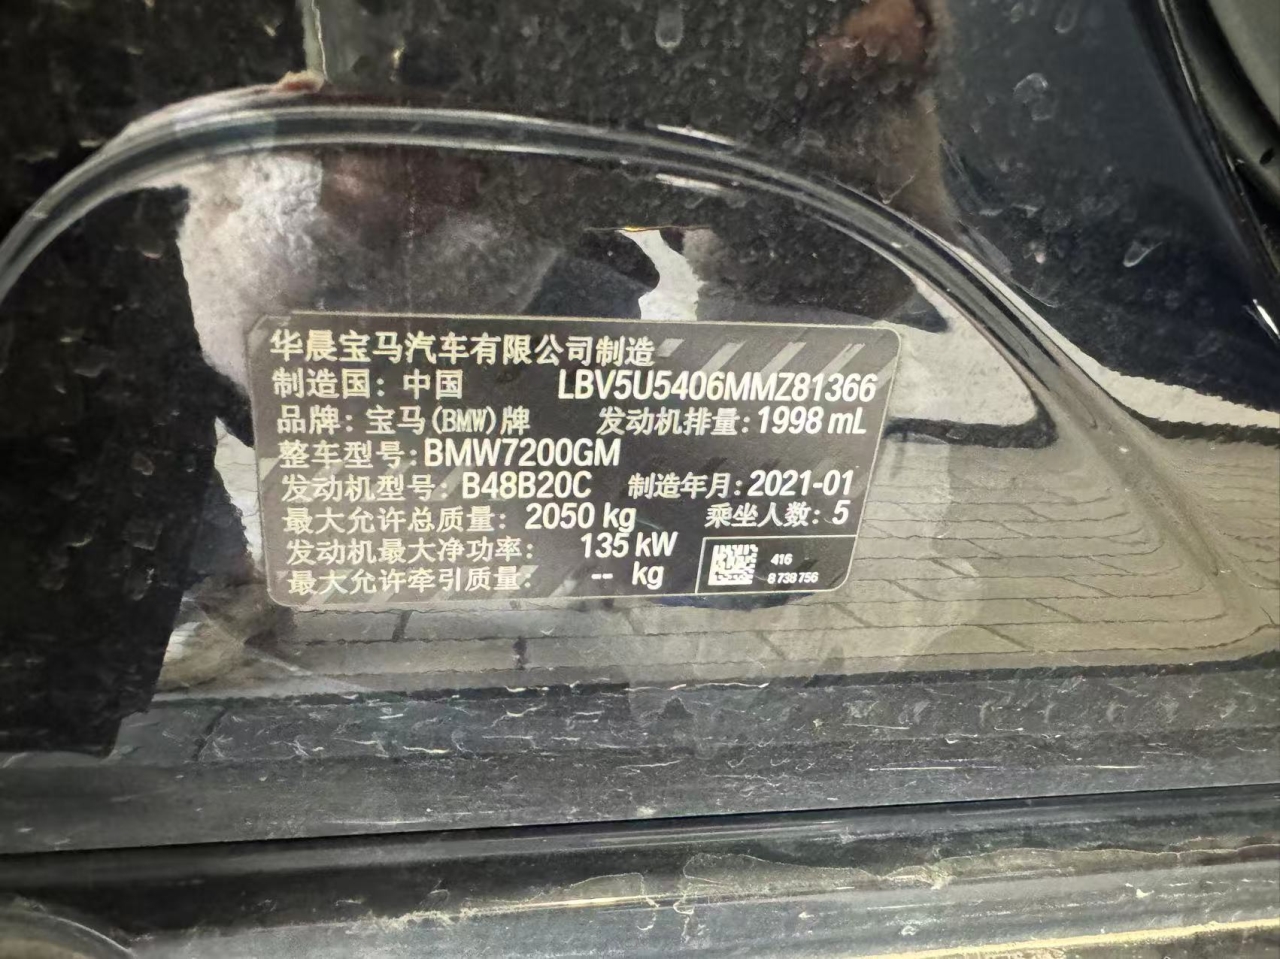 华晨宝马汽车有限公司制造
制造国: 中国 LBV5U5406MMZ81366
品牌: 宝马(BMW)牌 发动机排量: 1998 mL
整车型号: BMW7200GM
发动机型号: B48B20C 制造年月: 2021-01
最大允许总质量: 2050 kg 乘坐人数: 5
发动机最大净功率: 135 kW
最大允许牵引质量: -- kg
416
8 738 756